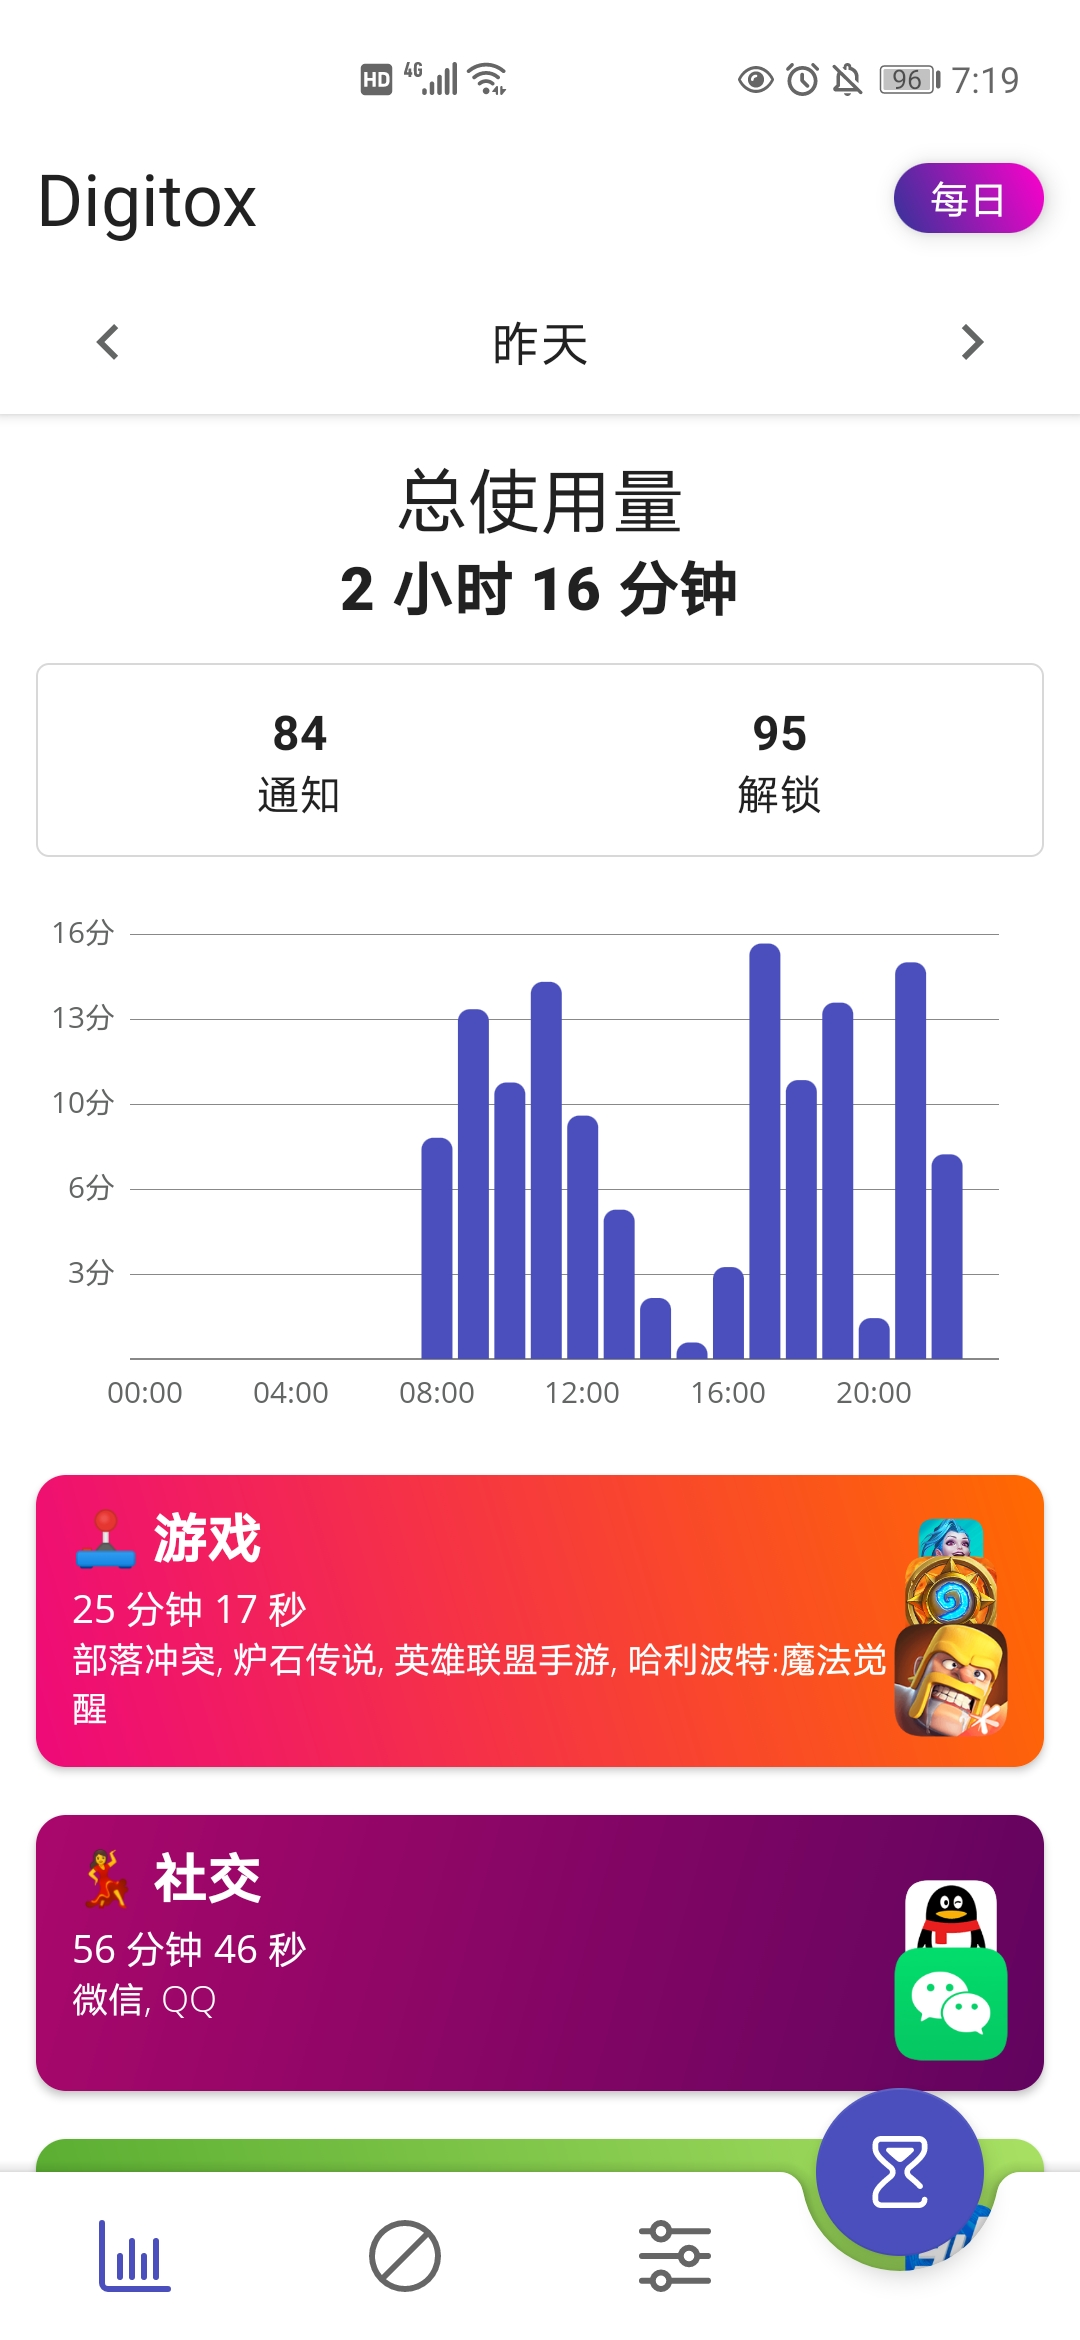 HD 4G 96 7:19
Digitox
每日
昨天
总使用量
2 小时 16 分钟
84
通知
95
解锁
16分
13分
10分
6分
3分
00:00 04:00 08:00 12:00 16:00 20:00
游戏
25 分钟 17 秒
部落冲突, 炉石传说, 英雄联盟手游, 哈利波特:魔法觉
醒
社交
56 分钟 46 秒
微信, QQ